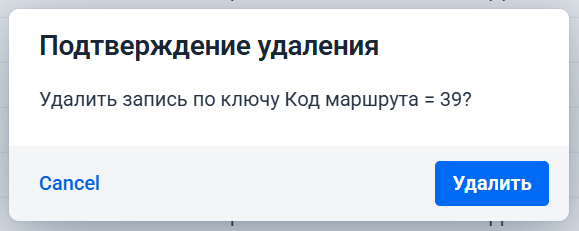 Подтверждение удаления
Удалить запись по ключу Код маршрута = 39?
Cancel
Удалить